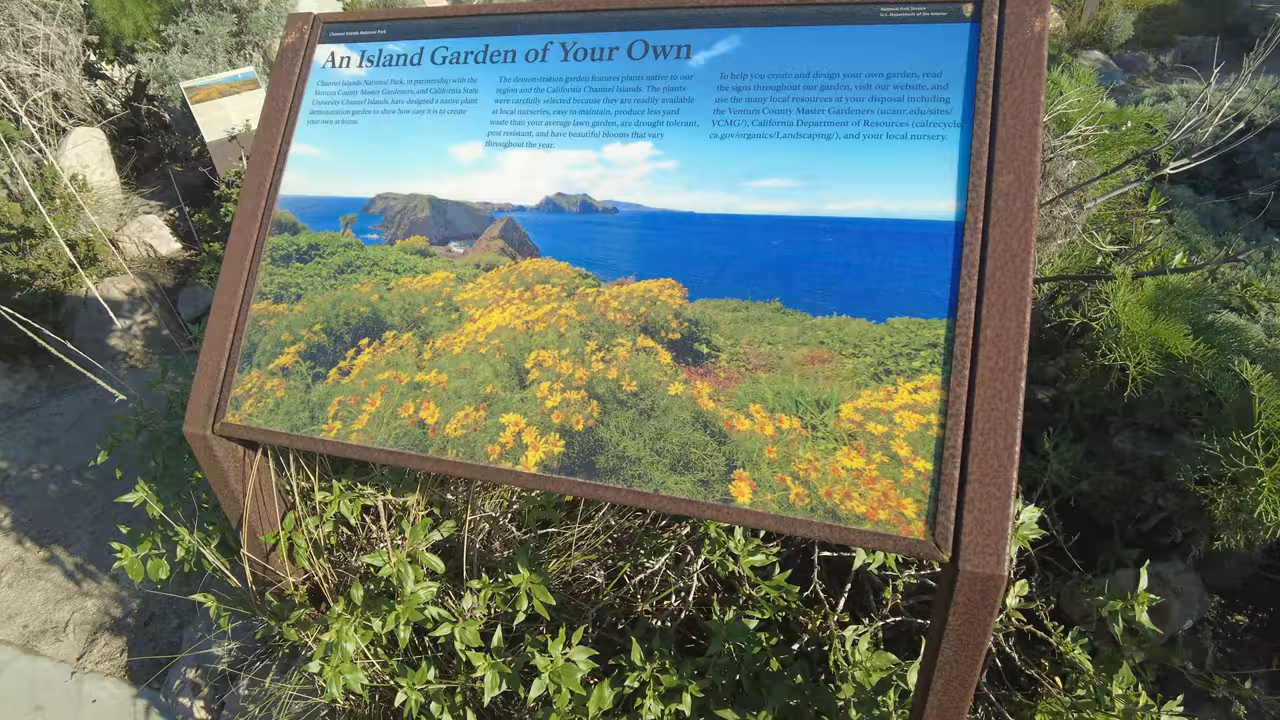 Channel Islands National Park
National Park Service
U.S. Department of the Interior
An Island Garden of Your Own
Channel Islands National Park, in partnership with the
Ventura County Master Gardeners, and California State
University Channel Islands, have designed a native plant
demonstration garden to show how easy it is to create
your own at home.
The demonstration garden features plants native to our
region and the California Channel Islands. The plants
were carefully selected because they are readily available
at local nurseries, easy to maintain, produce less yard
waste than your average lawn garden, are drought tolerant,
pest resistant, and have beautiful blooms that vary
throughout the year.
To help you create and design your own garden, read
the signs throughout our garden, visit our website, and
use the many local resources at your disposal including
the Ventura County Master Gardeners (ucanr.edu/sites/
VCMG/), California Department of Resources (calrecycle.
ca.gov/organics/Landscaping/), and your local nursery.